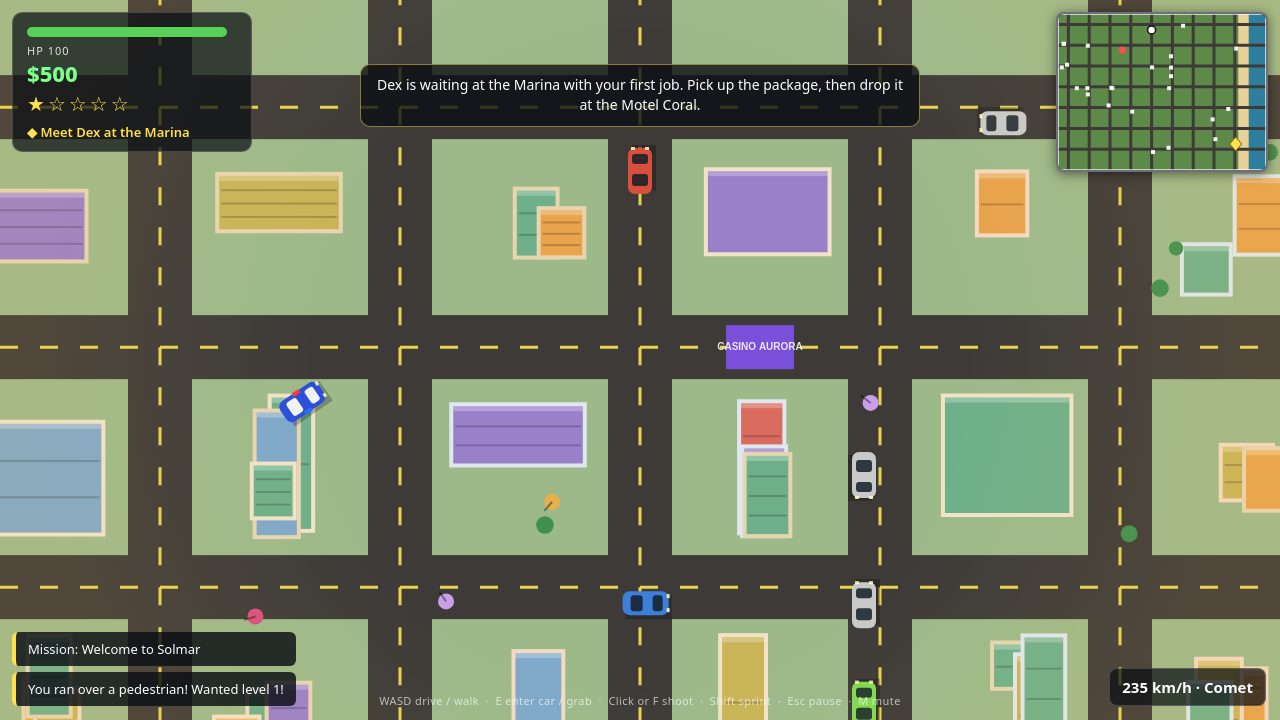 HP 100
$500
★☆☆☆☆
◆ Meet Dex at the Marina
Dex is waiting at the Marina with your first job. Pick up the package, then drop it
at the Motel Coral.
CASINO AURORA
Mission: Welcome to Solmar
You ran over a pedestrian! Wanted level 1!
WASD drive / walk · E enter car / grab · Click or F shoot · Shift sprint · Esc pause · M mute
235 km/h · Comet